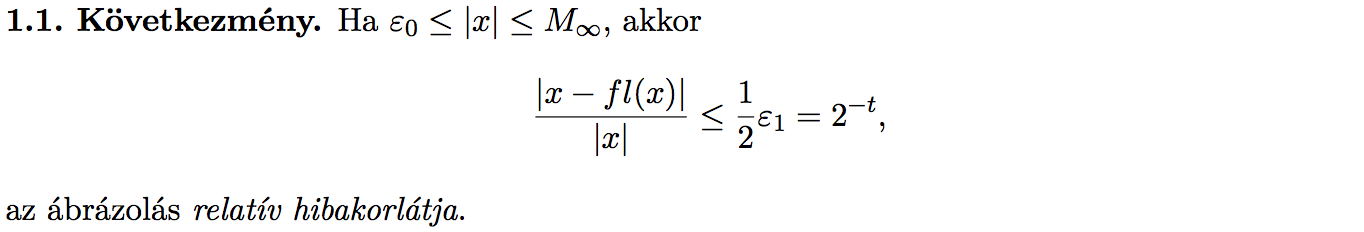 1.1. Következmény. Ha ε₀ ≤ |x| ≤ M∞, akkor
|x − fl(x)| / |x| ≤ 1/2 ε₁ = 2⁻ᵗ,
az ábrázolás relatív hibakorlátja.